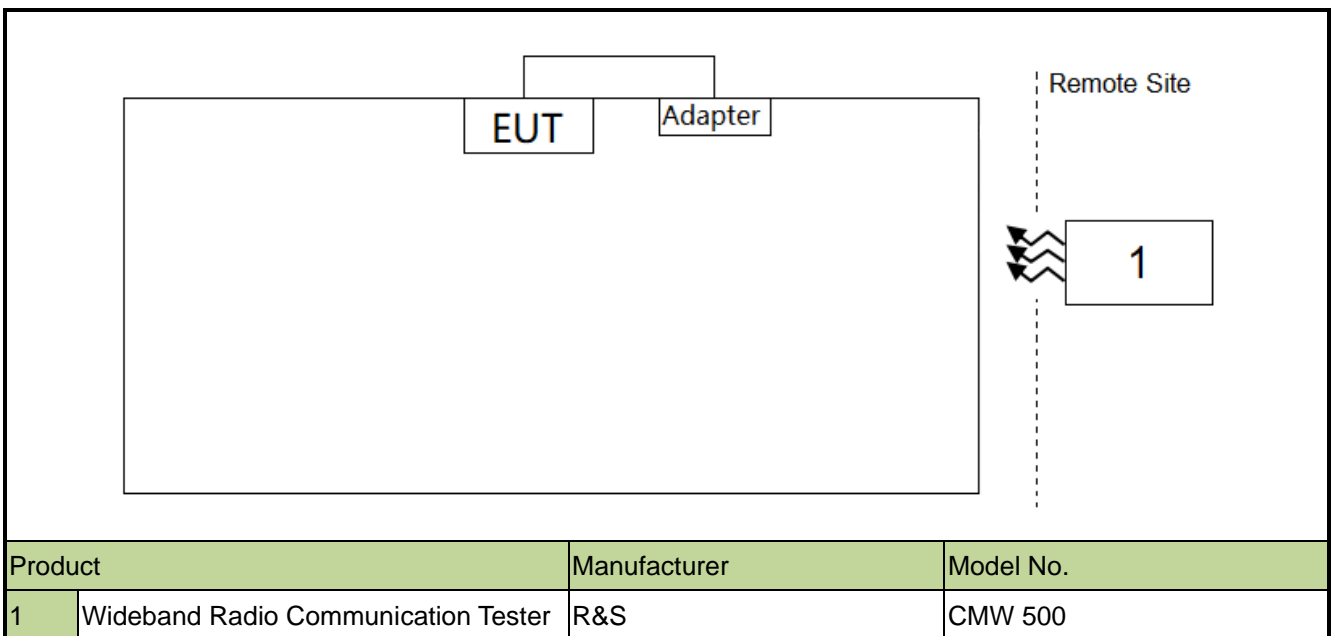 Remote Site
EUT
Adapter
1
Product Manufacturer Model No.
1 Wideband Radio Communication Tester R&S CMW 500